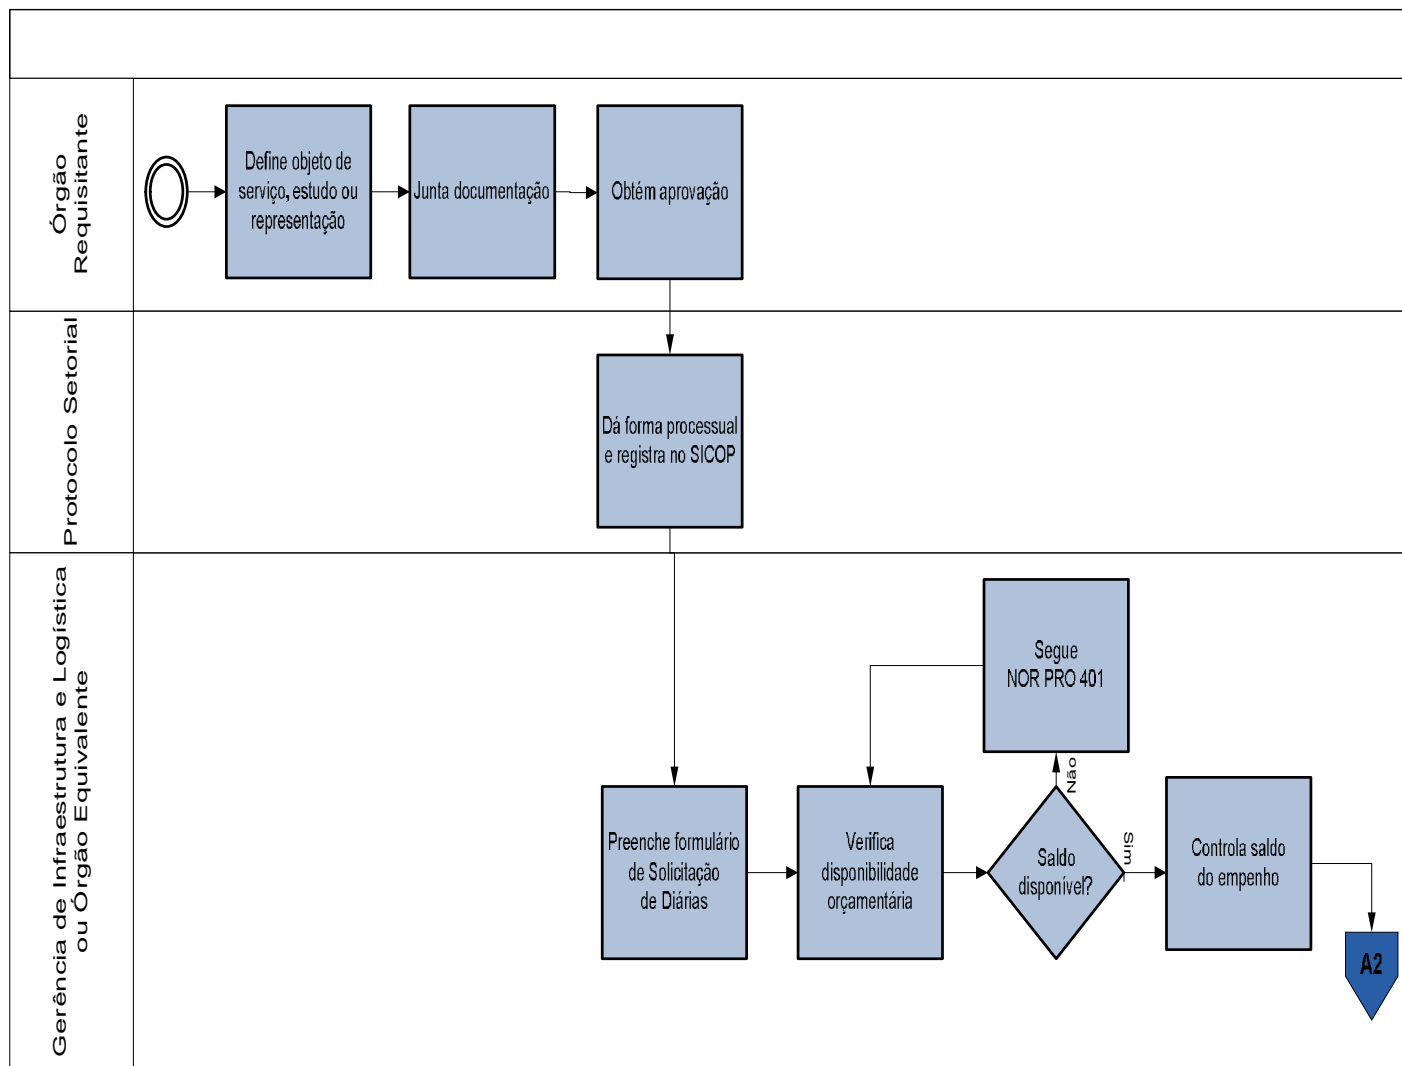 Órgão
Requisitante
Define objeto de
serviço, estudo ou
representação
Junta documentação
Obtém aprovação
Protocolo Setorial
Dá forma processual
e registra no SICOP
Gerência de Infraestrutura e Logística
ou Órgão Equivalente
Segue
NOR PRO 401
Não
Preenche formulário
de Solicitação
de Diárias
Verifica
disponibilidade
orçamentária
Saldo
disponível?
Sim
Controla saldo
do empenho
A2